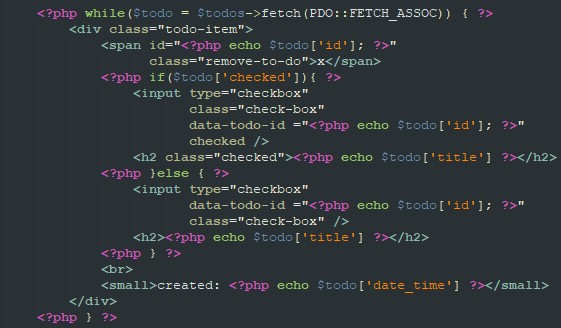 <?php while($todo = $todos->fetch(PDO::FETCH_ASSOC)) { ?>
<div class="todo-item">
<span id="<?php echo $todo['id']; ?>"
class="remove-to-do">x</span>
<?php if($todo['checked']){ ?>
<input type="checkbox"
class="check-box"
data-todo-id ="<?php echo $todo['id']; ?>"
checked />
<h2 class="checked"><?php echo $todo['title'] ?></h2>
<?php }else { ?>
<input type="checkbox"
data-todo-id ="<?php echo $todo['id']; ?>"
class="check-box" />
<h2><?php echo $todo['title'] ?></h2>
<?php } ?>
<br>
<small>created: <?php echo $todo['date_time'] ?></small>
</div>
<?php } ?>